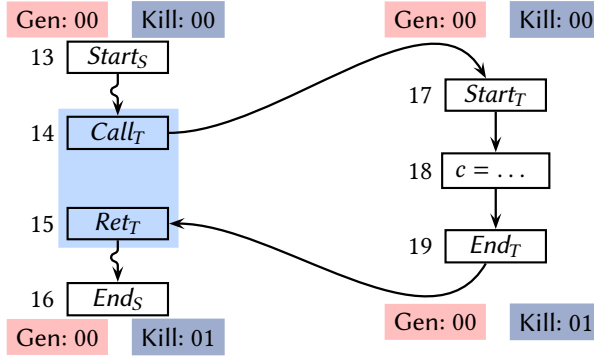 Gen: 00 Kill: 00
13 Start_S
14 Call_T
15 Ret_T
16 End_S
Gen: 00 Kill: 01
Gen: 00 Kill: 00
17 Start_T
18 c = ...
19 End_T
Gen: 00 Kill: 01